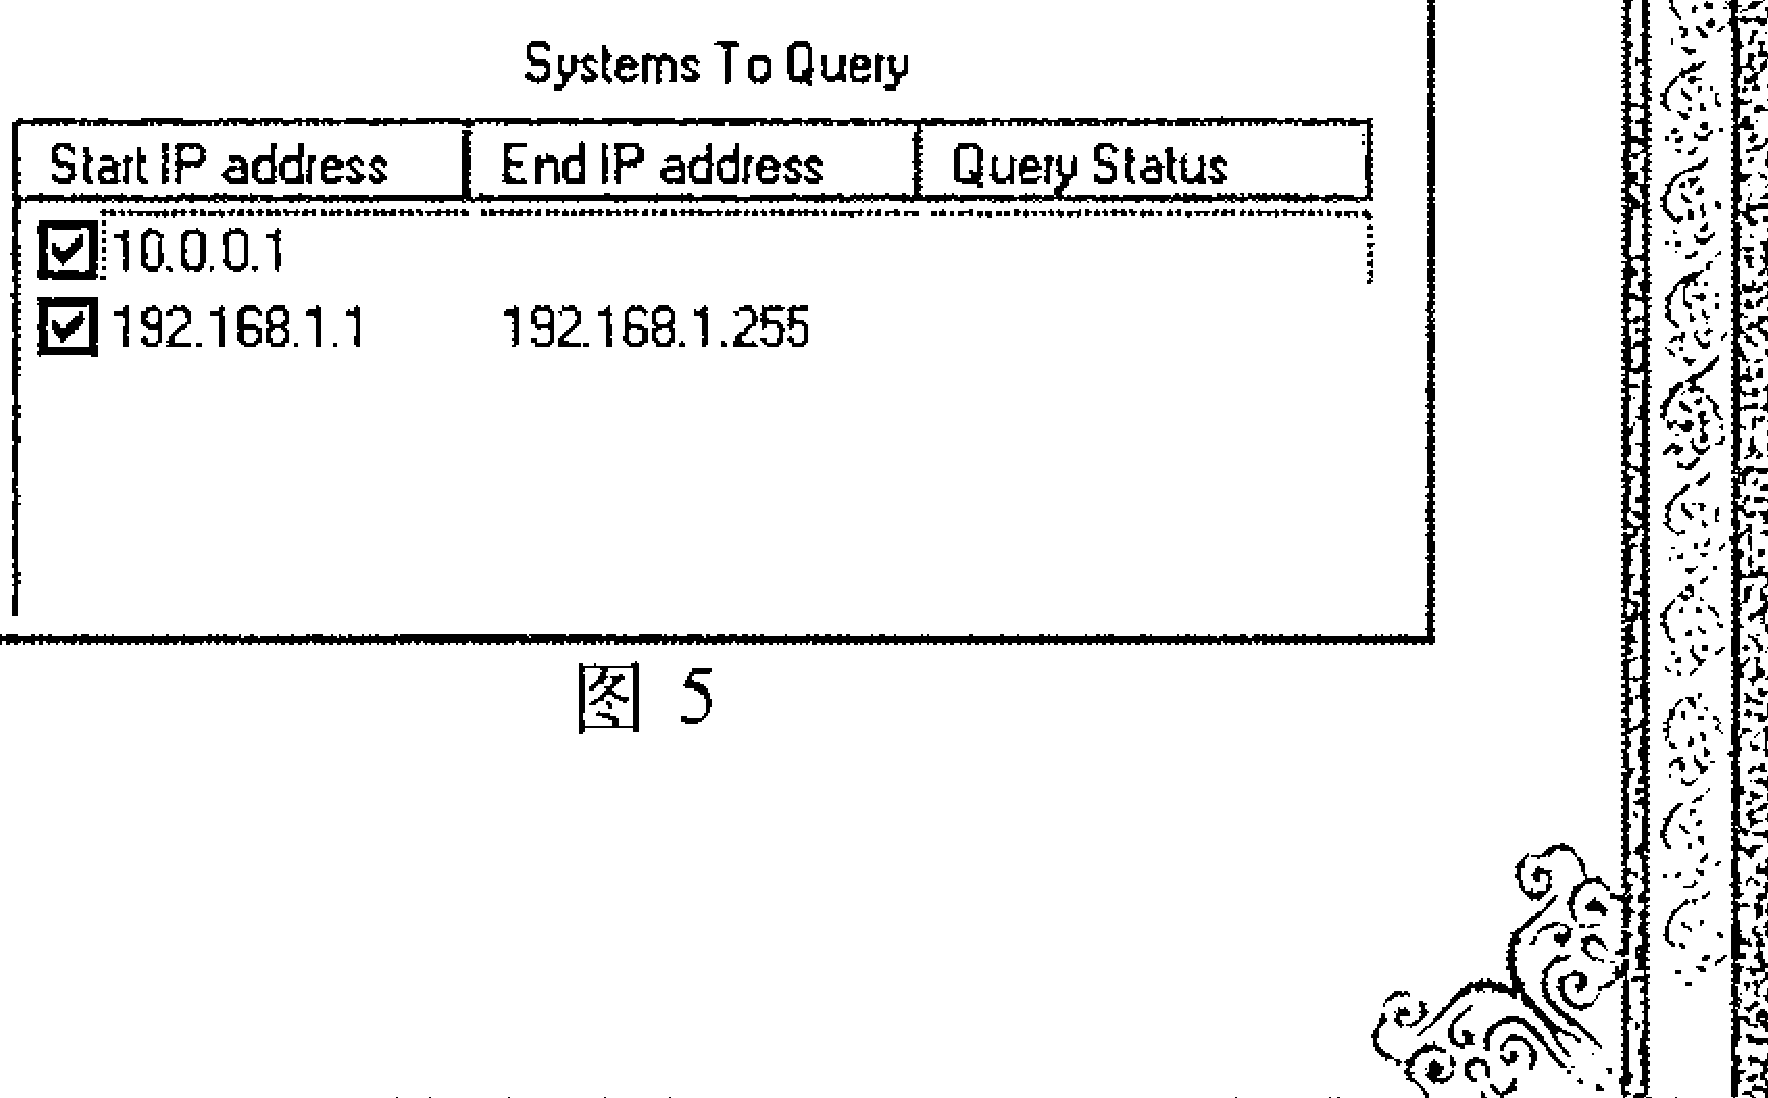 Systems To Query
Start IP address End IP address Query Status
10.0.0.1
192.168.1.1 192.168.1.255
图 5